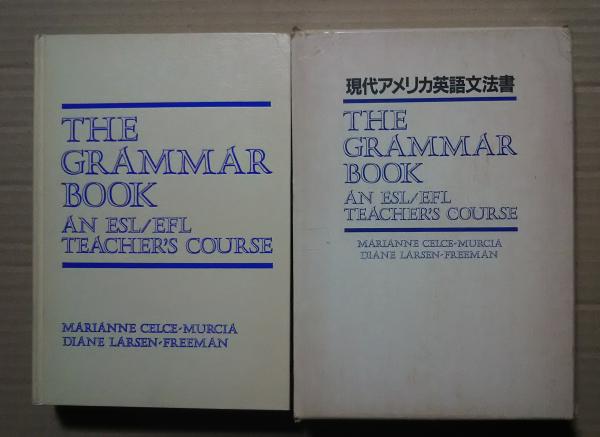 THE
GRAMMAR
BOOK
AN ESL/EFL
TEACHER'S COURSE
MARIANNE CELCE-MURCIA
DIANE LARSEN-FREEMAN
現代アメリカ英語文法書
THE
GRAMMAR
BOOK
AN ESL/EFL
TEACHER'S COURSE
MARIANNE CELCE-MURCIA
DIANE LARSEN-FREEMAN